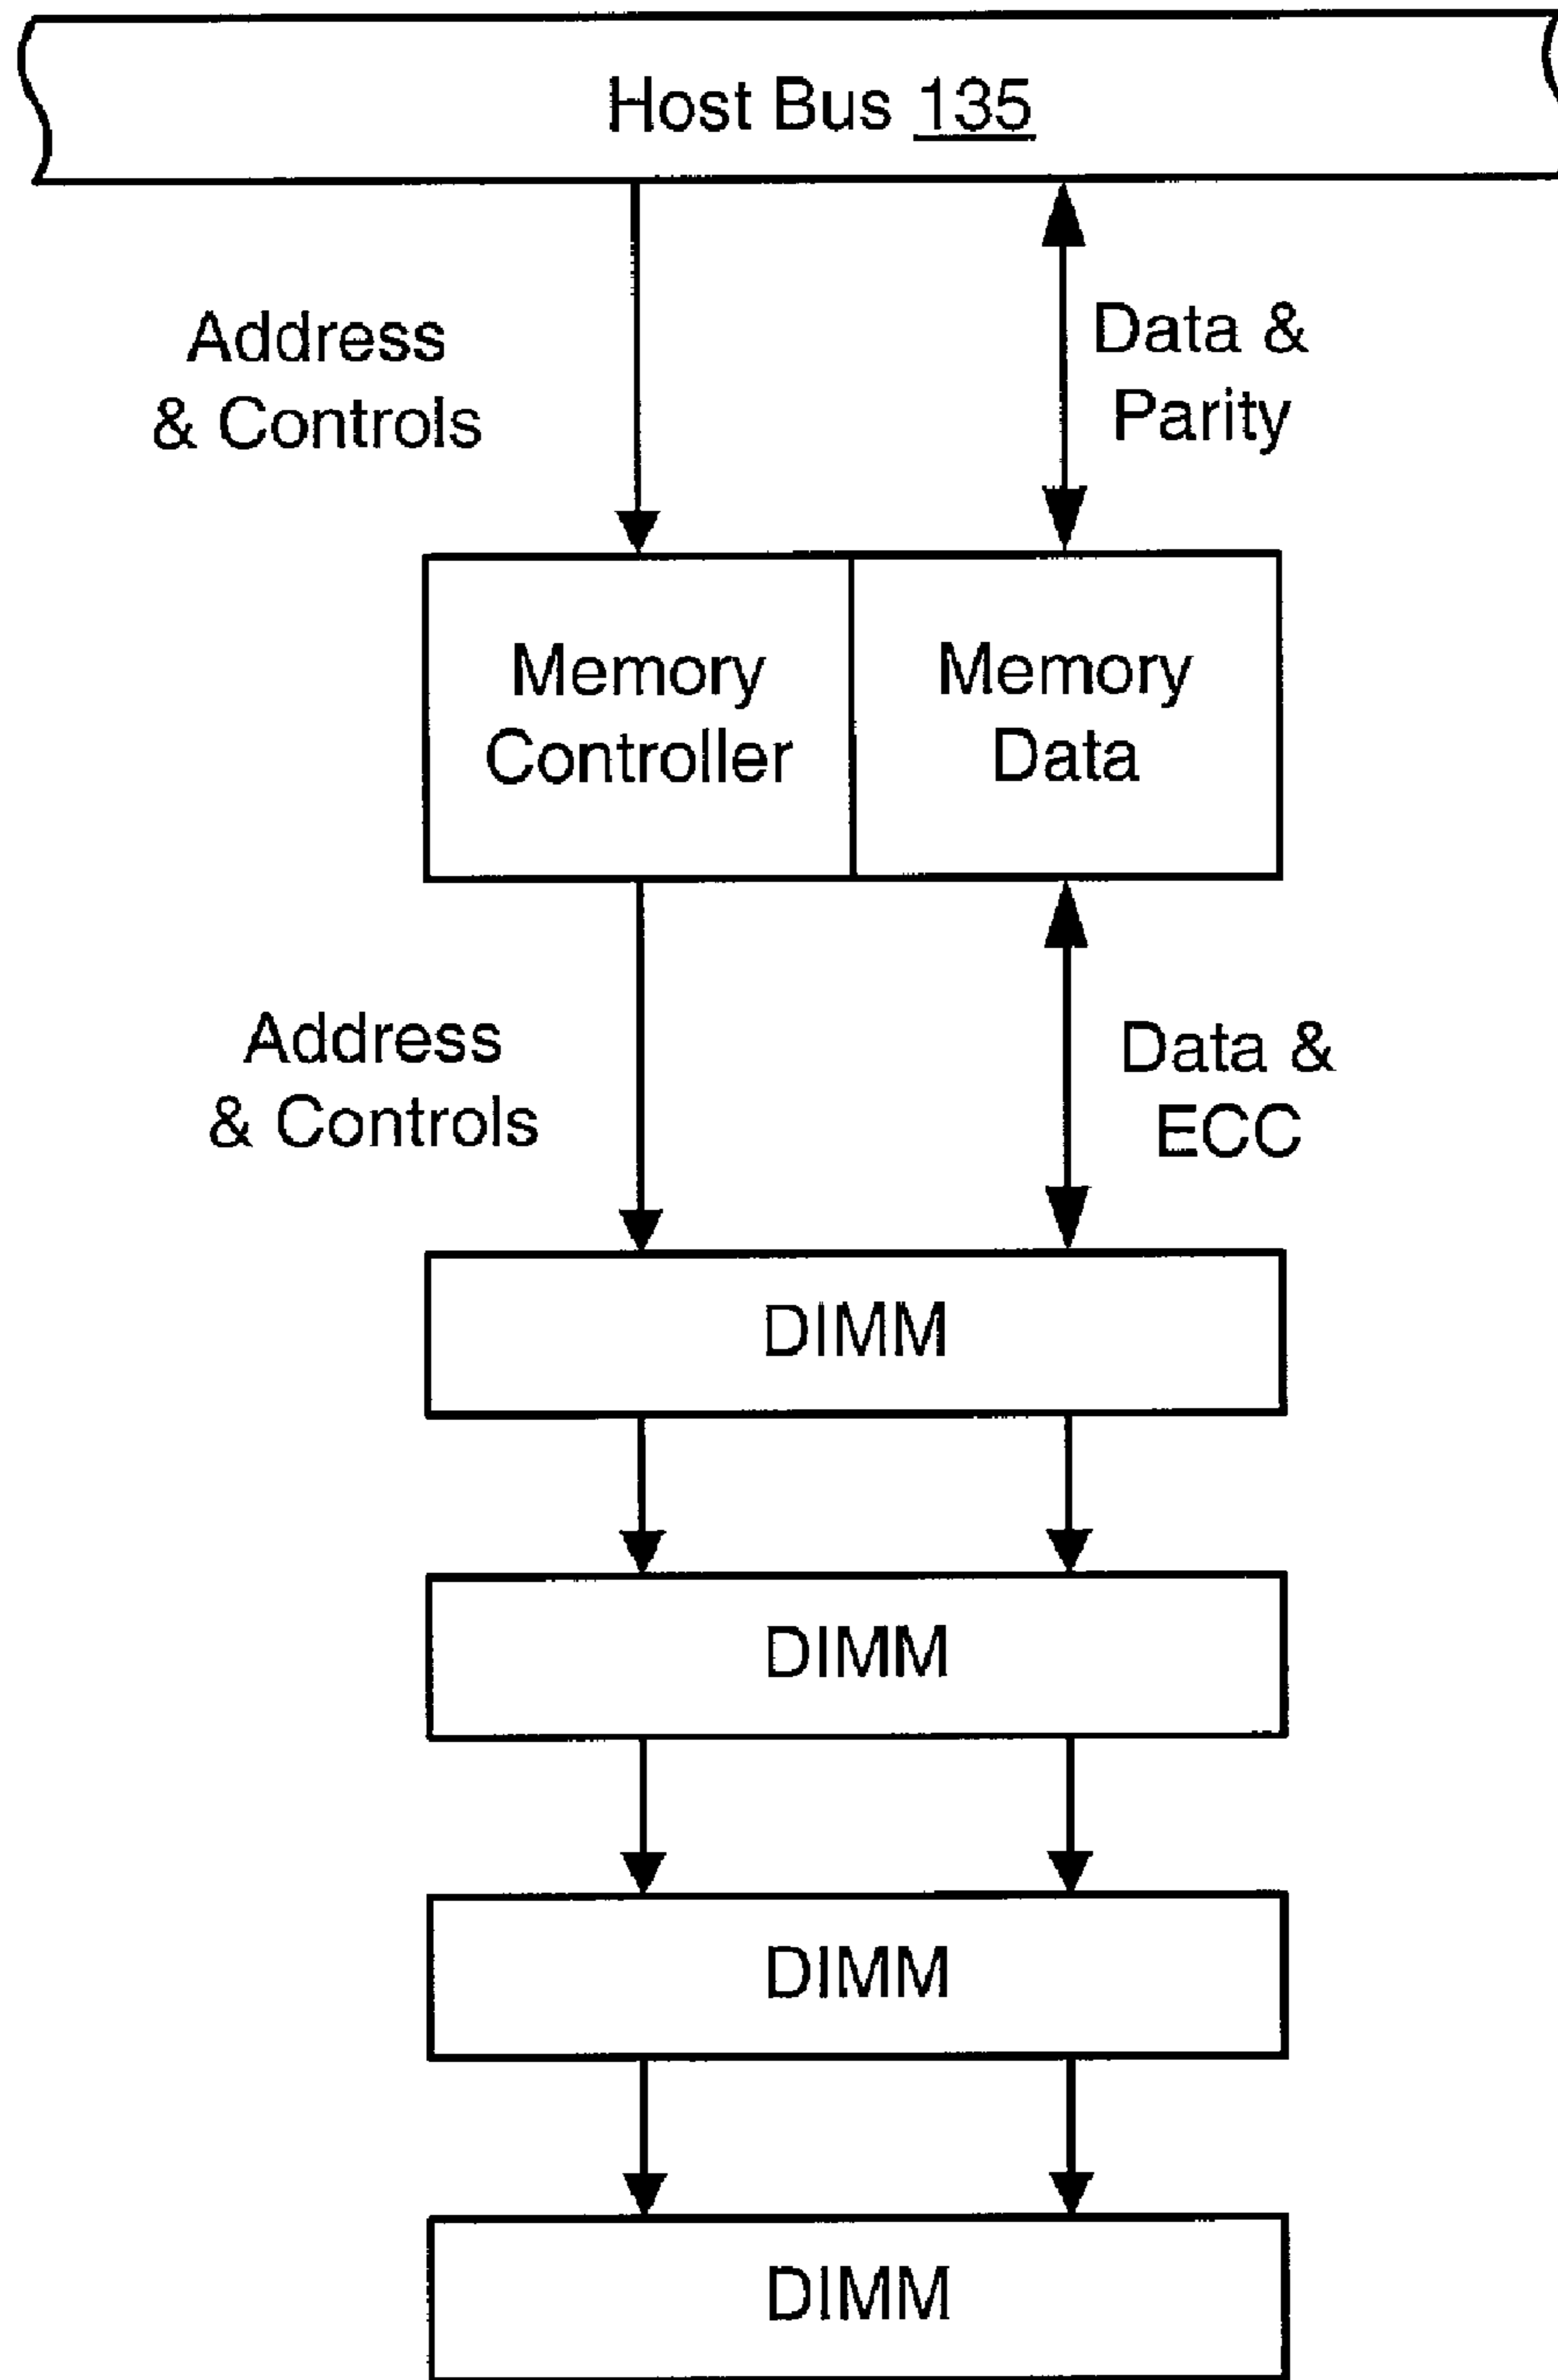 Host Bus 135
Address
& Controls
Data &
Parity
Memory
Controller
Memory
Data
Address
& Controls
Data &
ECC
DIMM
DIMM
DIMM
DIMM